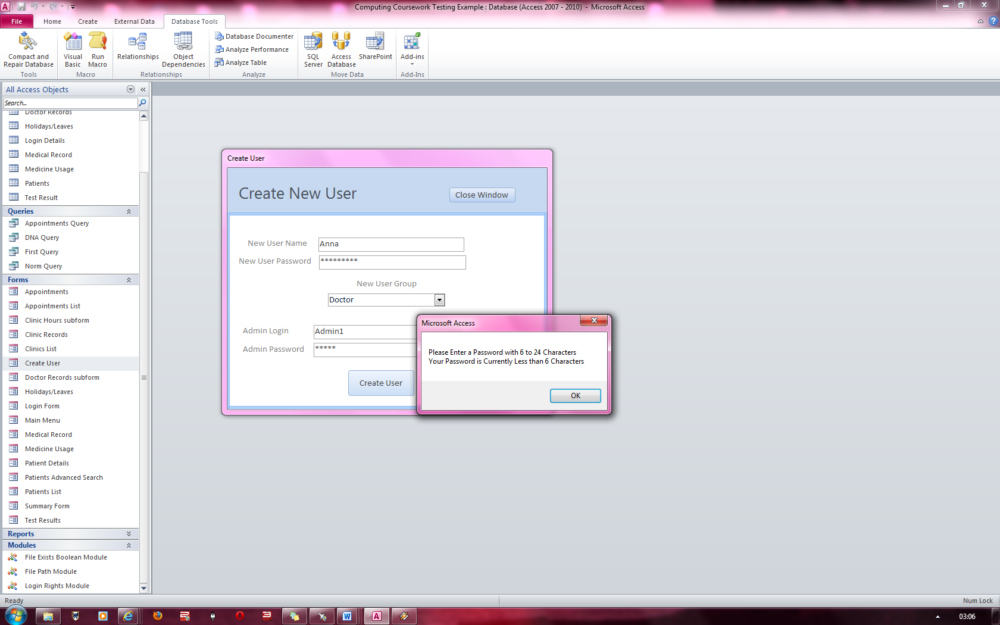 Computing Coursework Testing Example : Database (Access 2007 - 2010) - Microsoft Access
File Home Create External Data Database Tools
Compact and Repair Database
Visual Basic
Run Macro
Relationships
Object Dependencies
Database Documenter
Analyze Performance
Analyze Table
SQL Server
Access Database
SharePoint
Add-ins
Tools Macro Relationships Analyze Move Data Add-Ins
All Access Objects
Search...
Doctor Records
Holidays/Leaves
Login Details
Medical Record
Medicine Usage
Patients
Test Result
Queries
Appointments Query
DNA Query
First Query
Norm Query
Forms
Appointments
Appointments List
Clinic Hours subform
Clinic Records
Clinics List
Create User
Doctor Records subform
Holidays/Leaves
Login Form
Main Menu
Medical Record
Medicine Usage
Patient Details
Patients Advanced Search
Patients List
Summary Form
Test Results
Reports
Modules
File Exists Boolean Module
File Path Module
Login Rights Module
Create User
Create New User
Close Window
New User Name Anna
New User Password *********
New User Group
Doctor
Admin Login Admin1
Admin Password *****
Create User
Microsoft Access
Please Enter a Password with 6 to 24 Characters
Your Password is Currently Less than 6 Characters
OK
Ready
Num Lock
03:06